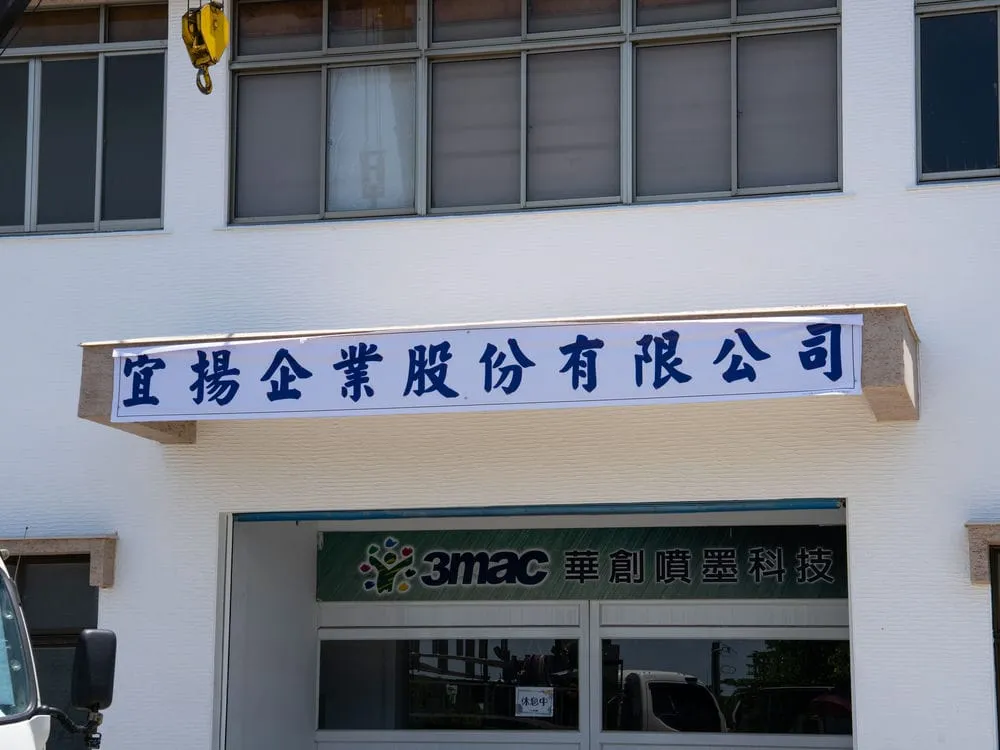 宜揚企業股份有限公司
3mac 華創噴墨科技
休息中